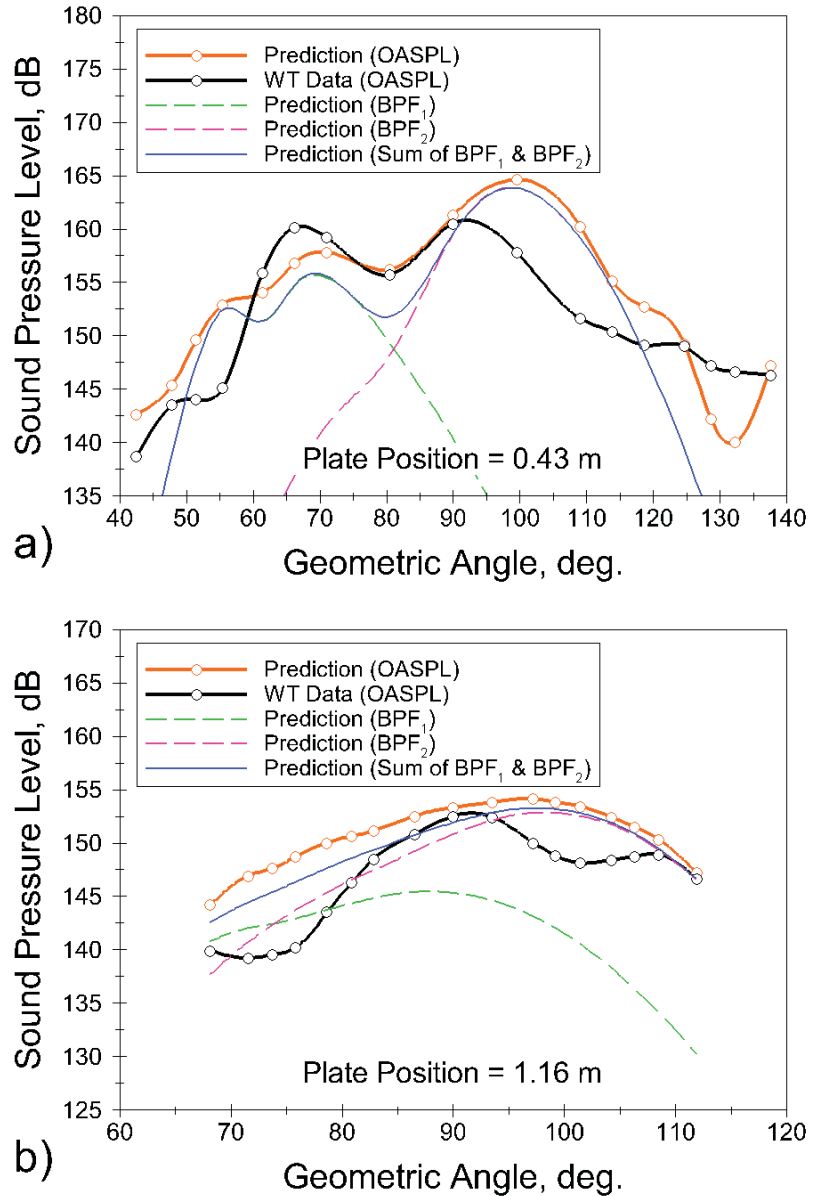 180
175
170
165
160
155
150
145
140
135
Sound Pressure Level, dB
Prediction (OASPL)
WT Data (OASPL)
Prediction (BPF₁)
Prediction (BPF₂)
Prediction (Sum of BPF₁ & BPF₂)
Plate Position = 0.43 m
40 50 60 70 80 90 100 110 120 130 140
a)
Geometric Angle, deg.
170
165
160
155
150
145
140
135
130
125
Sound Pressure Level, dB
Prediction (OASPL)
WT Data (OASPL)
Prediction (BPF₁)
Prediction (BPF₂)
Prediction (Sum of BPF₁ & BPF₂)
Plate Position = 1.16 m
60 70 80 90 100 110 120
b)
Geometric Angle, deg.